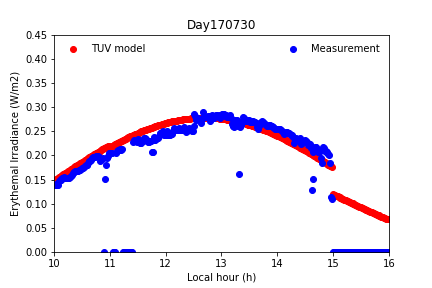 Day170730
TUV model
Measurement
Erythemal Irradiance (W/m2)
0.45
0.40
0.35
0.30
0.25
0.20
0.15
0.10
0.05
0.00
10 11 12 13 14 15 16
Local hour (h)